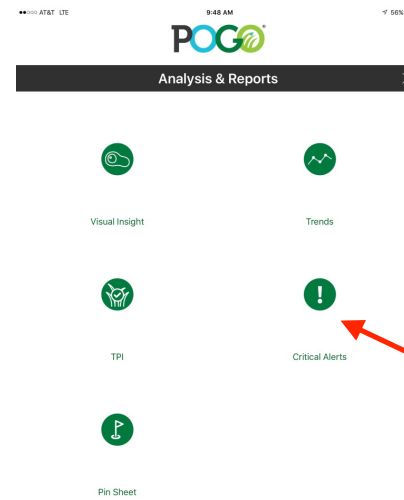 AT&T LTE 9:48 AM 56%
POGO
Analysis & Reports
Visual Insight Trends
TPI Critical Alerts
Pin Sheet